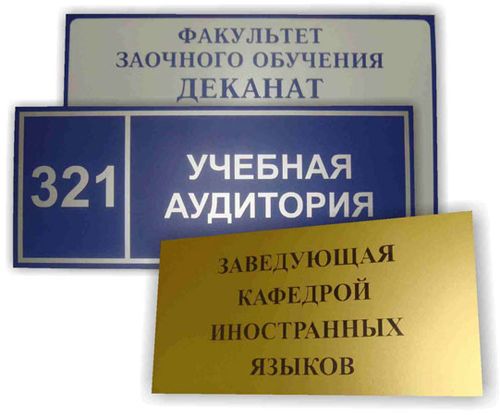 ФАКУЛЬТЕТ
ЗАОЧНОГО ОБУЧЕНИЯ
ДЕКАНАТ
321
УЧЕБНАЯ
АУДИТОРИЯ
ЗАВЕДУЮЩАЯ
КАФЕДРОЙ
ИНОСТРАННЫХ
ЯЗЫКОВ